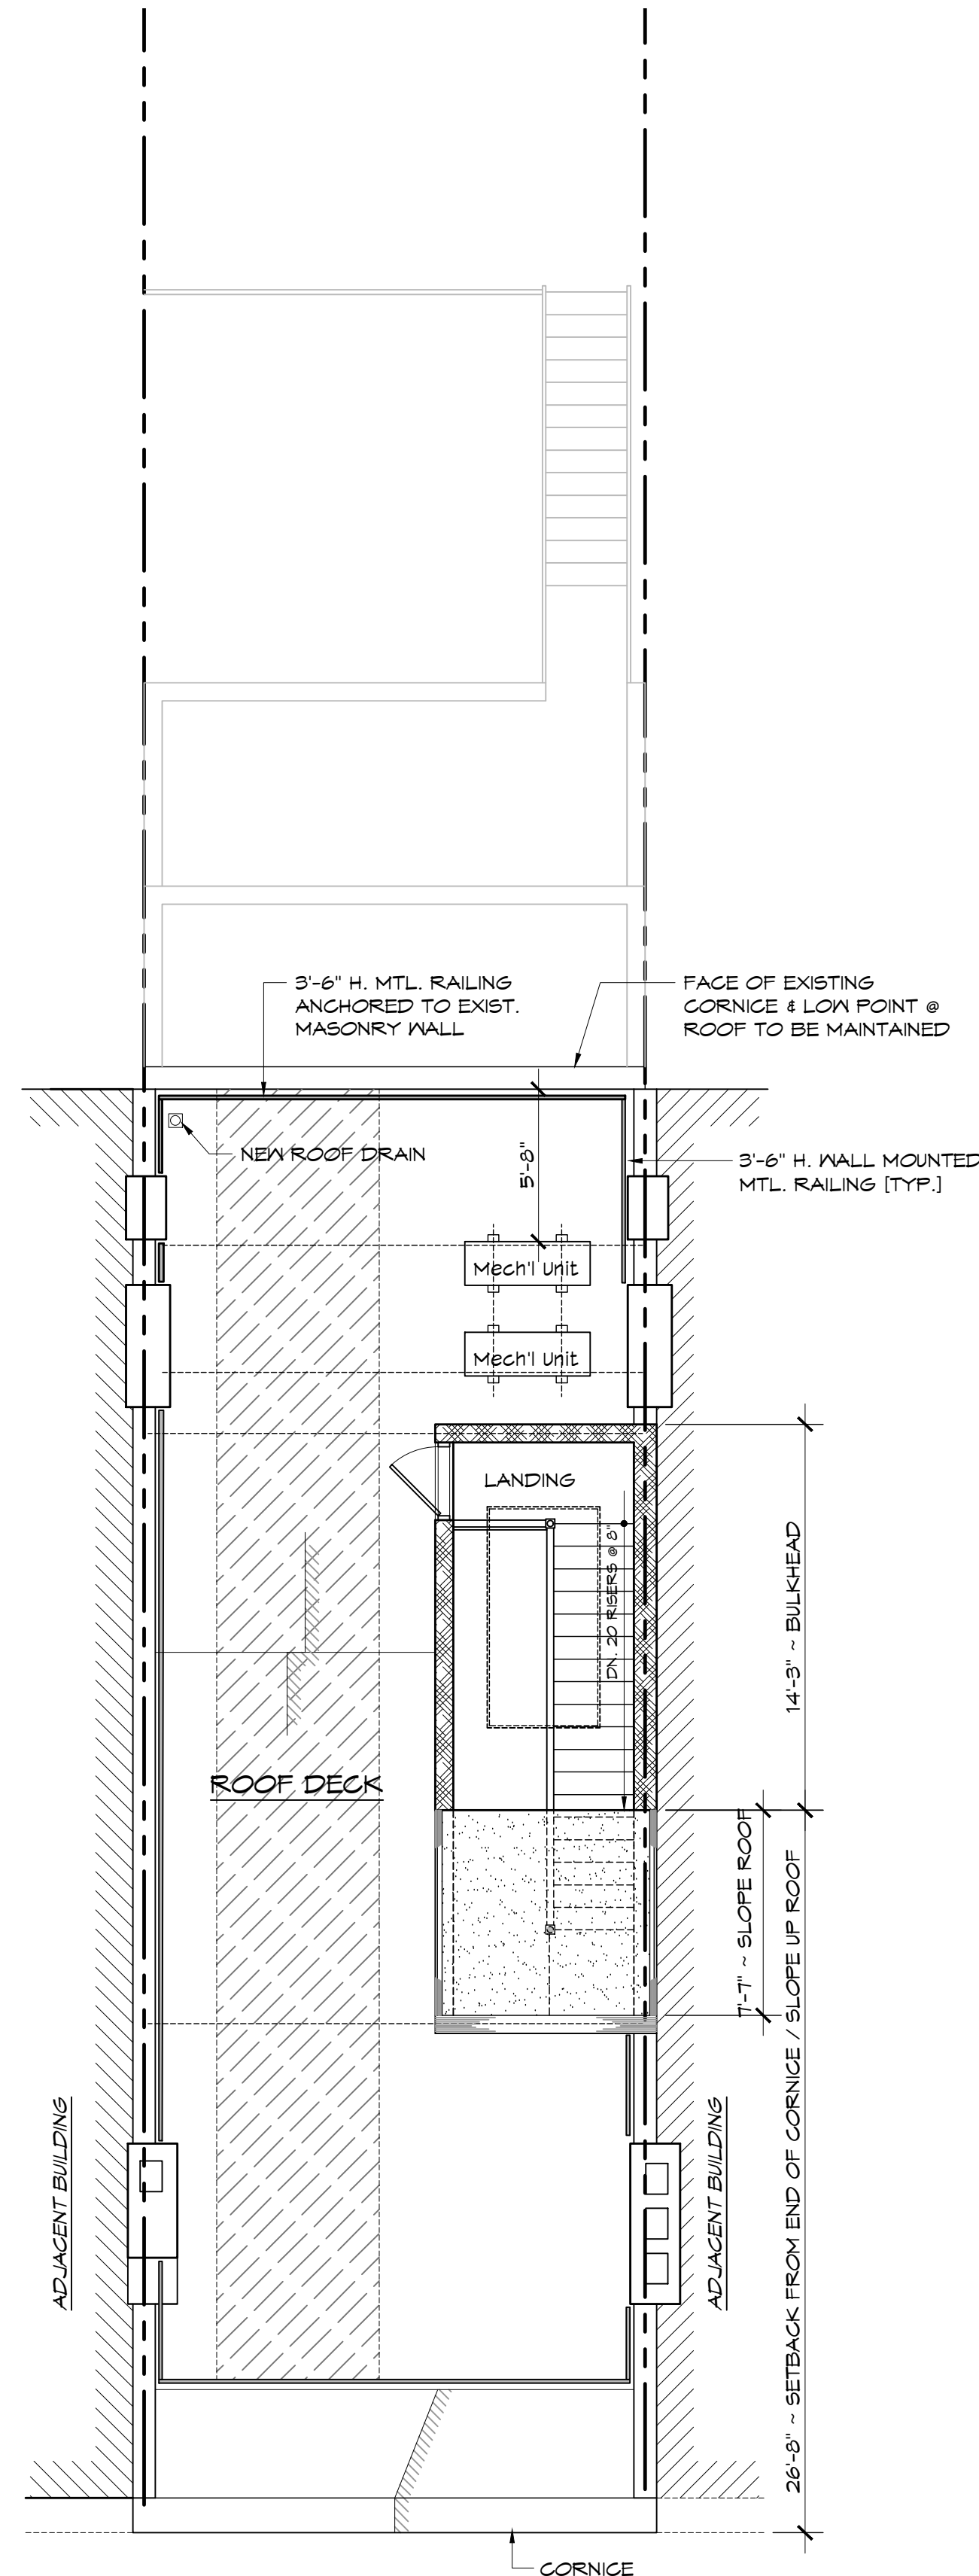 3'-6" H. MTL. RAILING
ANCHORED TO EXIST.
MASONRY WALL
FACE OF EXISTING
CORNICE & LOW POINT @
ROOF TO BE MAINTAINED
NEW ROOF DRAIN
5'-8"
3'-6" H. WALL MOUNTED
MTL. RAILING [TYP.]
Mech'l Unit
Mech'l Unit
LANDING
DN. 20 RISERS @ 8"
14'-3" ~ BULKHEAD
ROOF DECK
7'-7" ~ SLOPE ROOF
26'-8" ~ SETBACK FROM END OF CORNICE / SLOPE UP ROOF
ADJACENT BUILDING
ADJACENT BUILDING
CORNICE